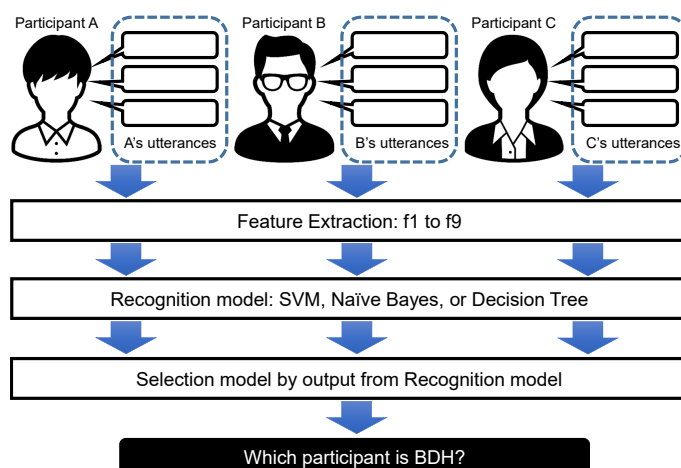 Participant A
Participant B
Participant C
A's utterances
B's utterances
C's utterances
Feature Extraction: f1 to f9
Recognition model: SVM, Naïve Bayes, or Decision Tree
Selection model by output from Recognition model
Which participant is BDH?